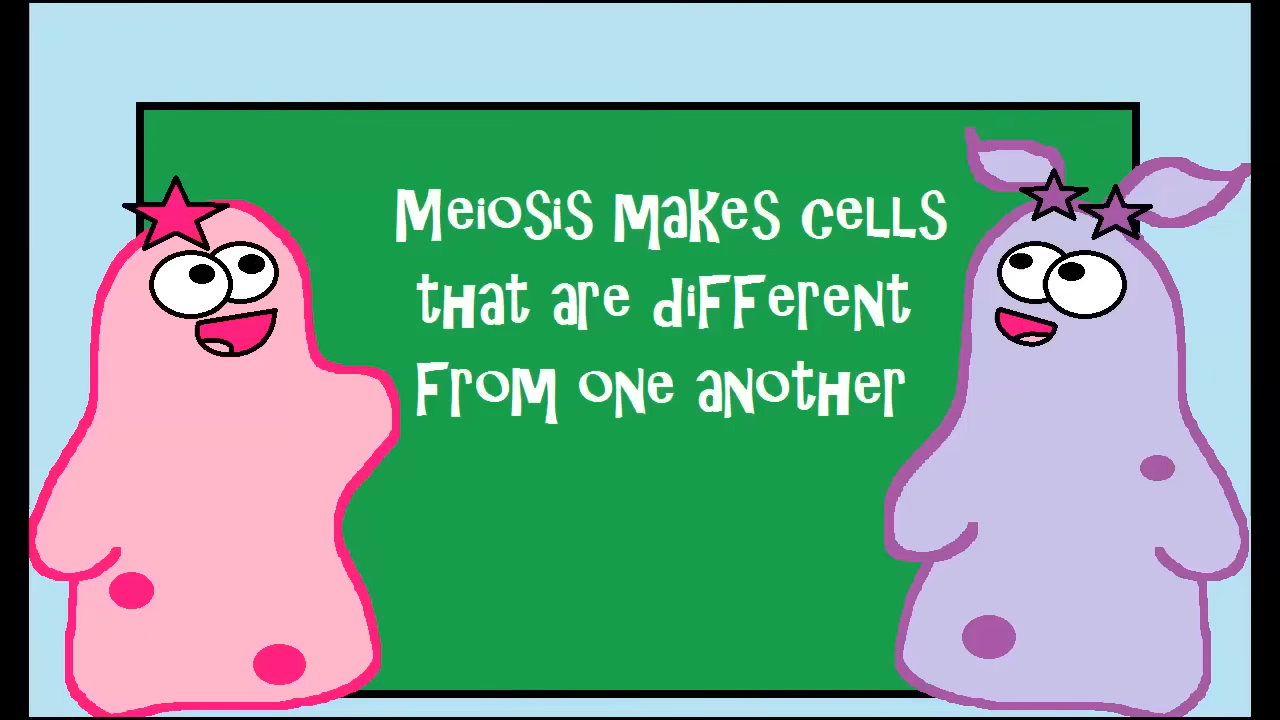 Meiosis makes cells
that are different
from one another